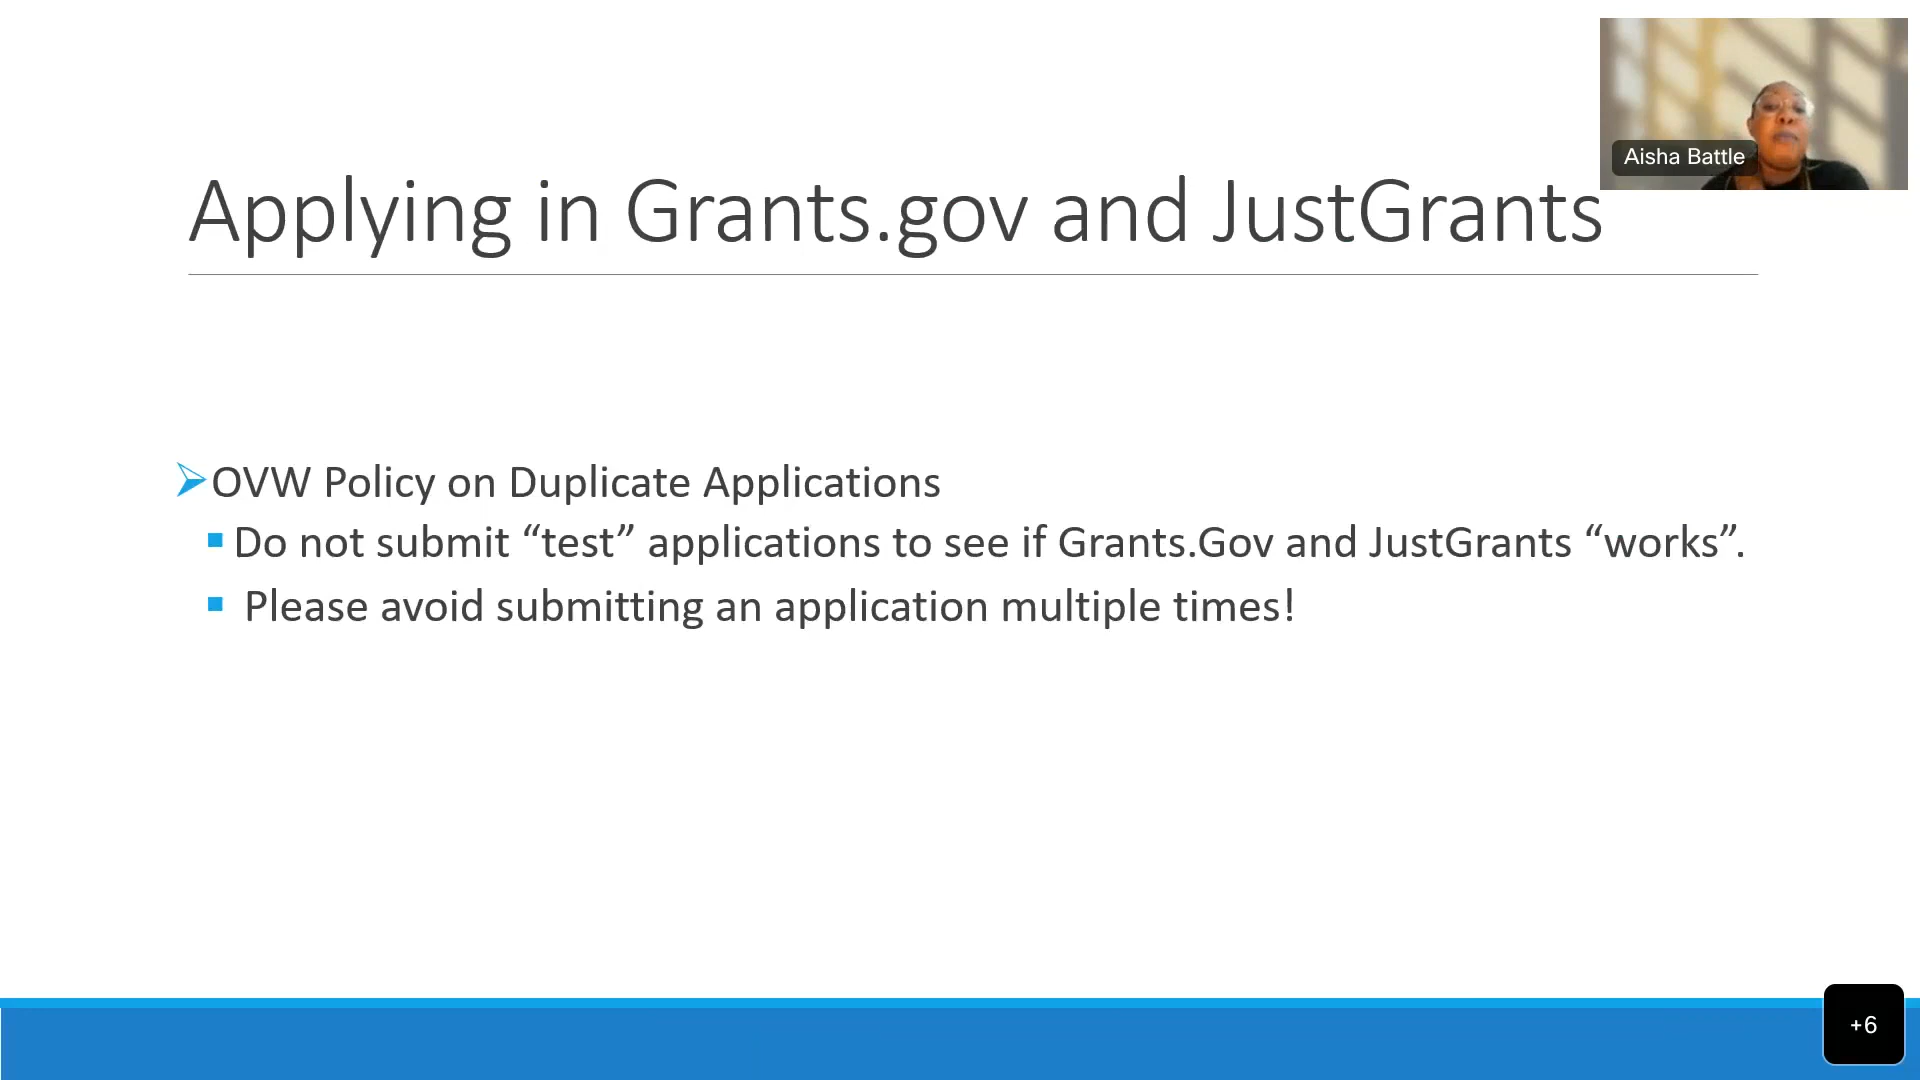 Aisha Battle
Applying in Grants.gov and JustGrants
OVW Policy on Duplicate Applications
Do not submit “test” applications to see if Grants.Gov and JustGrants “works”.
Please avoid submitting an application multiple times!
+6